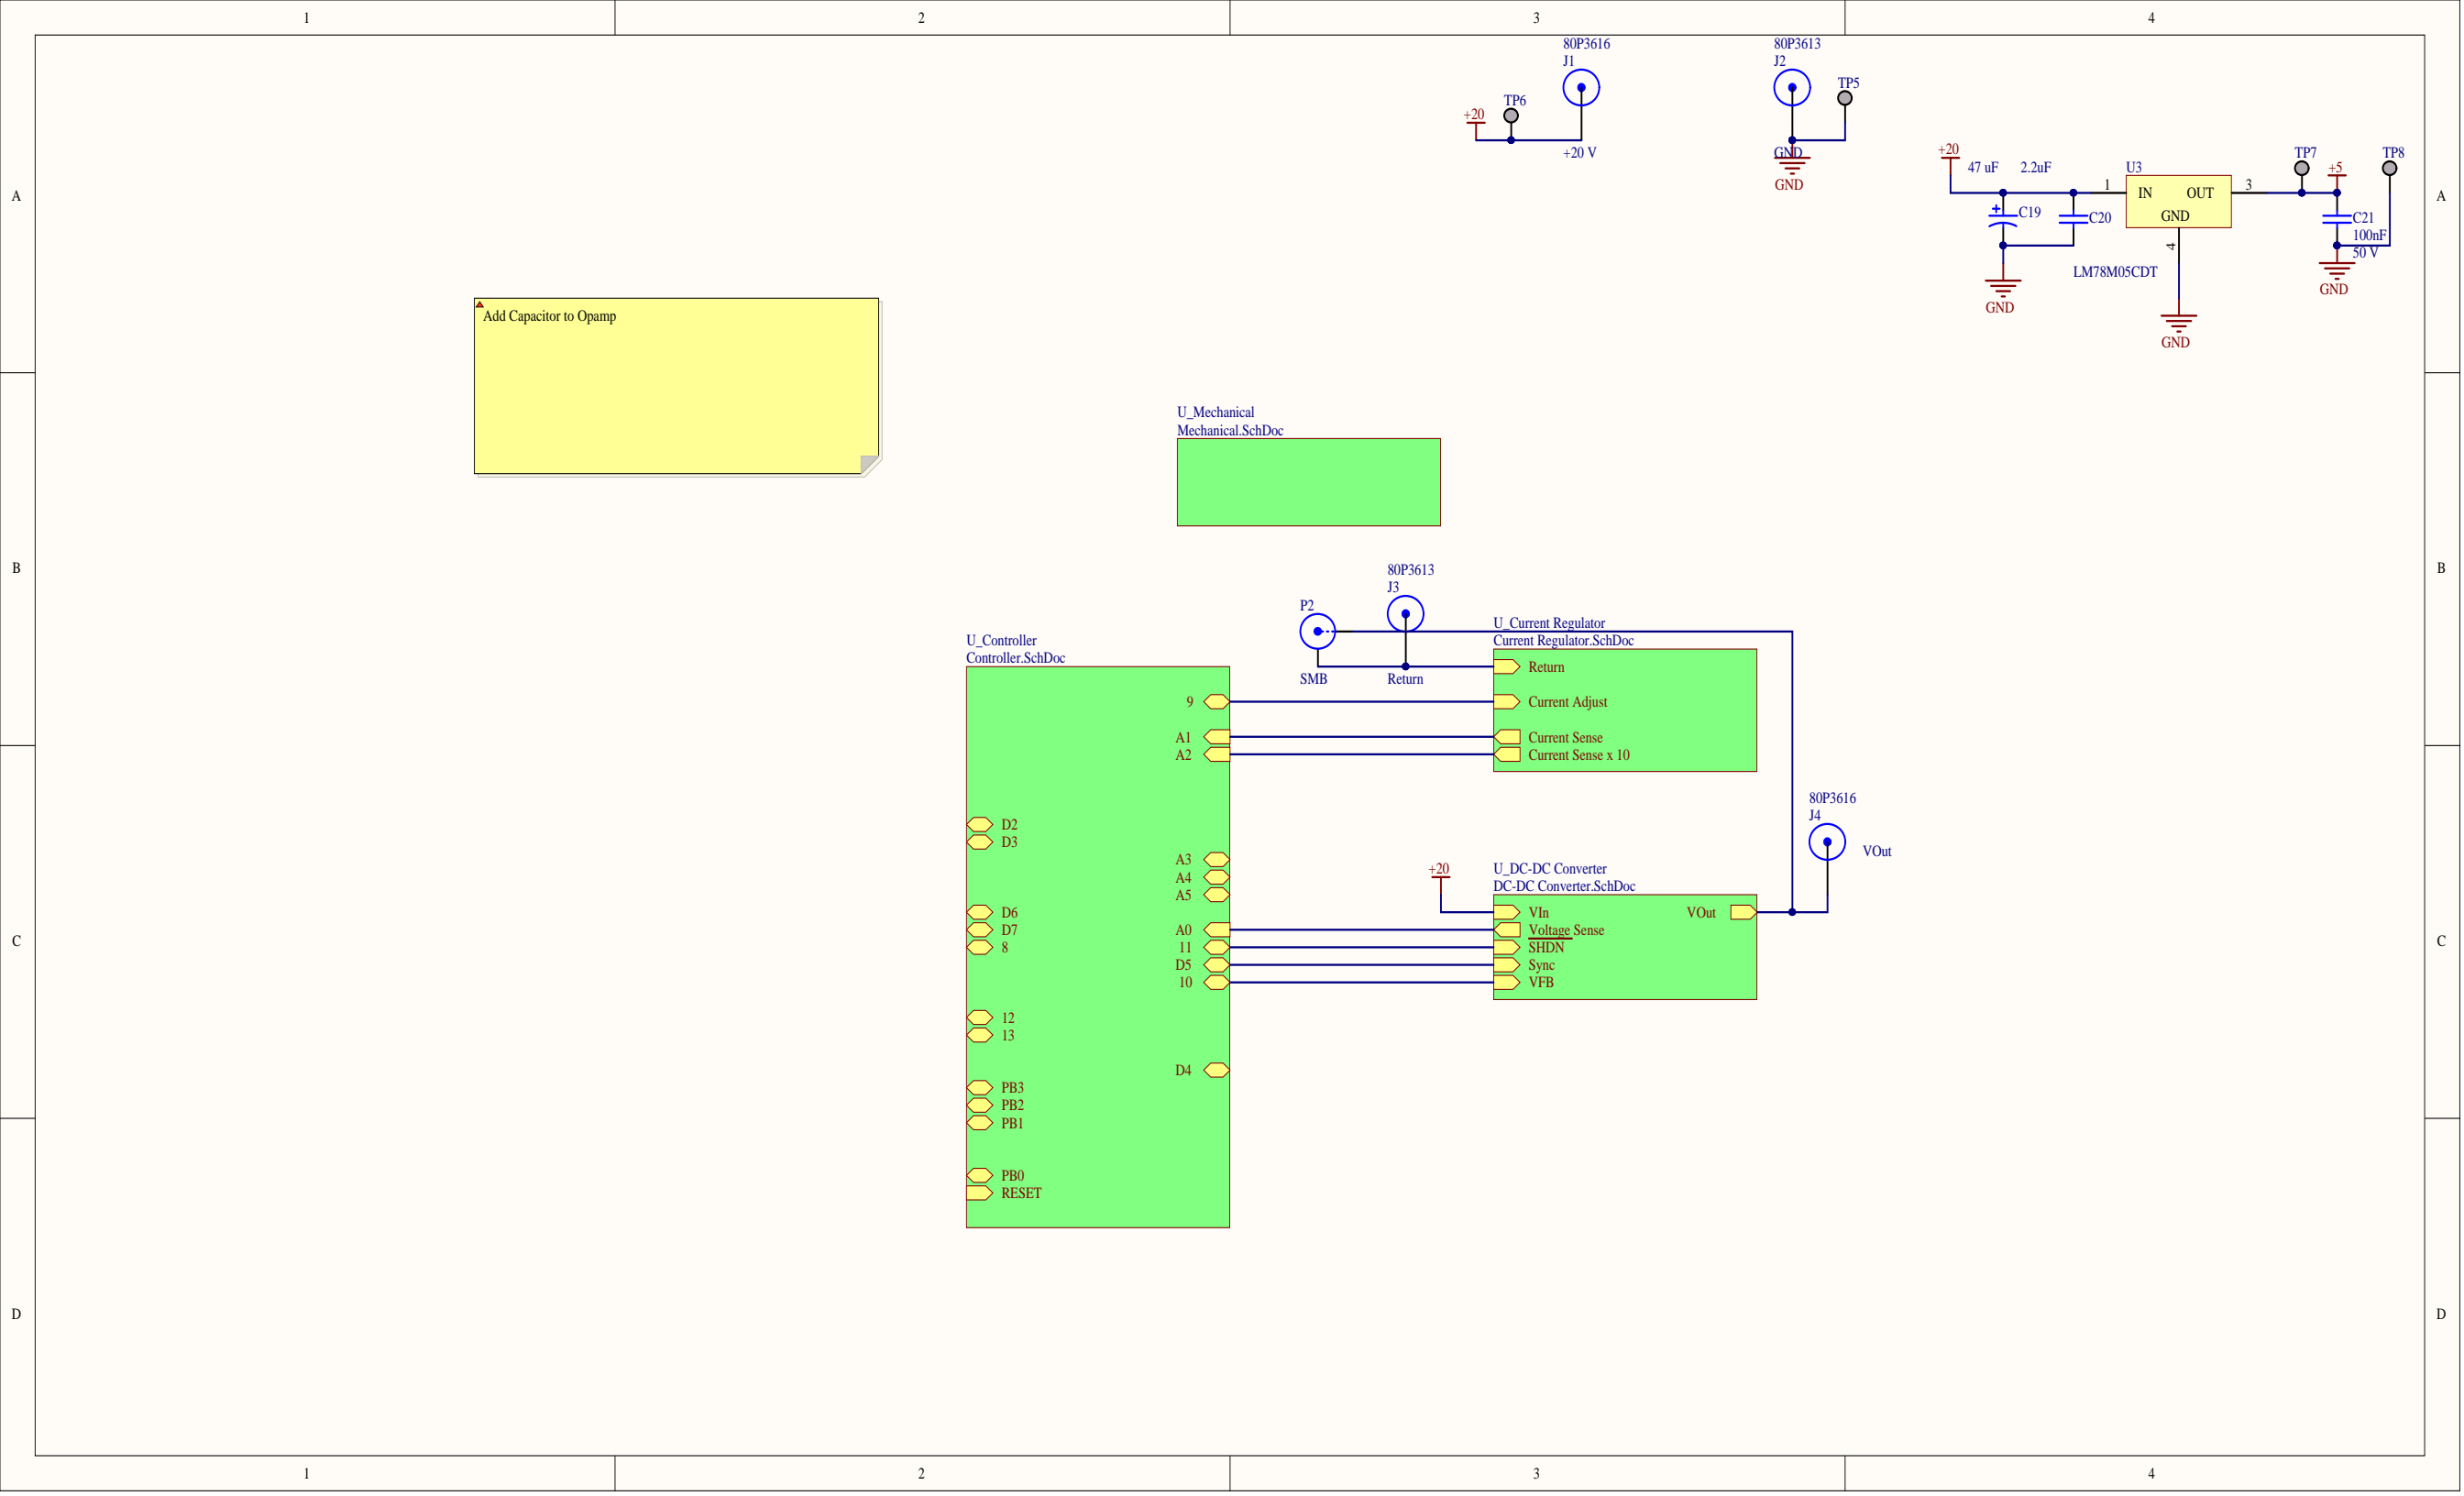 1
2
3
4
A
A
B
B
C
C
D
D
1
2
3
4
80P3616
J1
TP6
+20
+20 V
80P3613
J2
TP5
GND
GND
+20
47 uF
2.2uF
C19
C20
GND
U3
1
IN
OUT
3
GND
4
LM78M05CDT
GND
TP7
+5
TP8
C21
100nF
50 V
GND
Add Capacitor to Opamp
U_Mechanical
Mechanical.SchDoc
80P3613
J3
P2
SMB
Return
U_Current Regulator
Current Regulator.SchDoc
Return
Current Adjust
Current Sense
Current Sense x 10
U_Controller
Controller.SchDoc
9
A1
A2
D2
D3
A3
A4
A5
D6
D7
8
A0
11
D5
10
12
13
D4
PB3
PB2
PB1
PB0
RESET
80P3616
J4
VOut
+20
U_DC-DC Converter
DC-DC Converter.SchDoc
VIn
VOut
Voltage Sense
SHDN
Sync
VFB